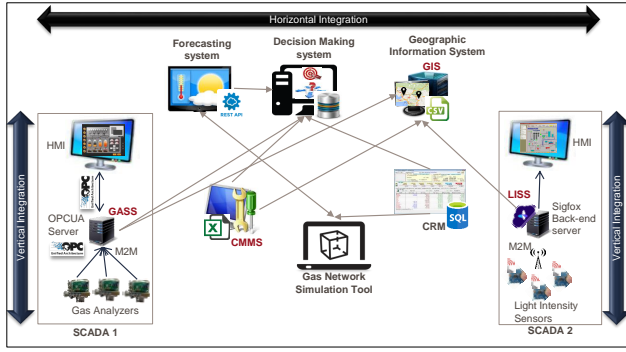 Horizontal Integration
Forecasting
system
Decision Making
system
Geographic
Information System
GIS
REST API
CSV
HMI
HMI
Vertical Integration
OPC
OPCUA
Server
GASS
OPC
M2M
Gas Analyzers
SCADA 1
CMMS
Gas Network
Simulation Tool
CRM
SQL
LISS
Sigfox
Back-end
server
M2M
Light Intensity
Sensors
SCADA 2
Vertical Integration